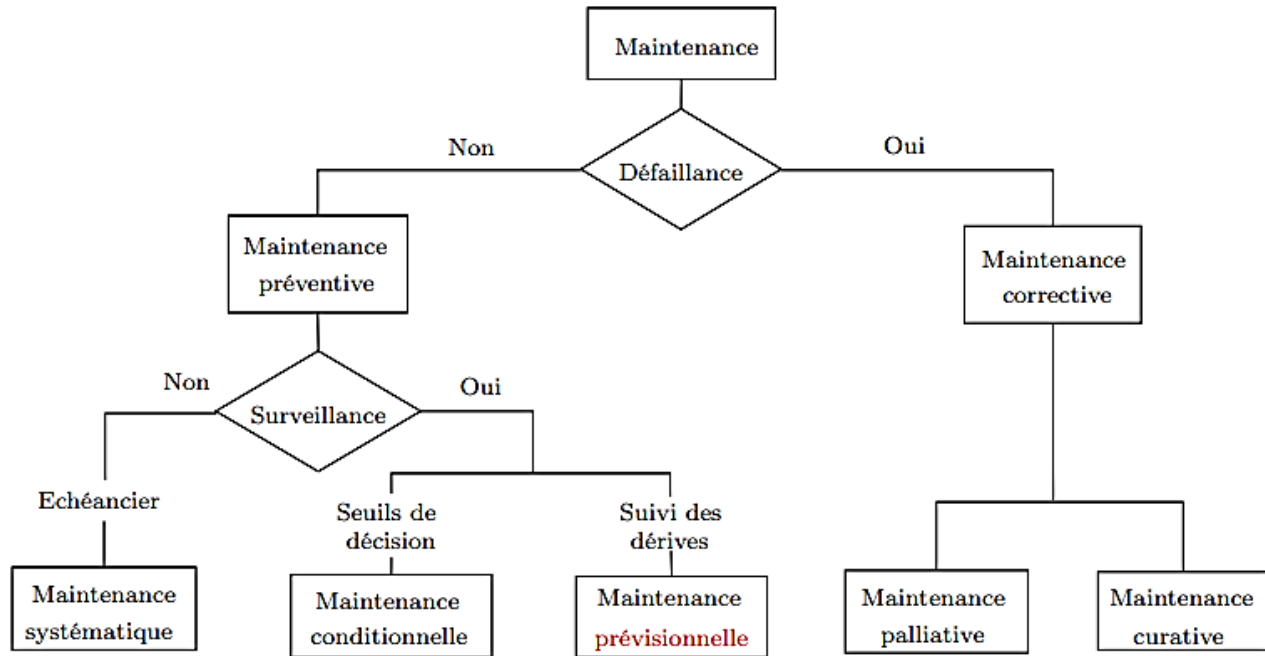 Maintenance
Défaillance
Non
Oui
Maintenance
préventive
Maintenance
corrective
Surveillance
Non
Oui
Echéancier
Seuils de
décision
Suivi des
dérives
Maintenance
systématique
Maintenance
conditionnelle
Maintenance
prévisionnelle
Maintenance
palliative
Maintenance
curative